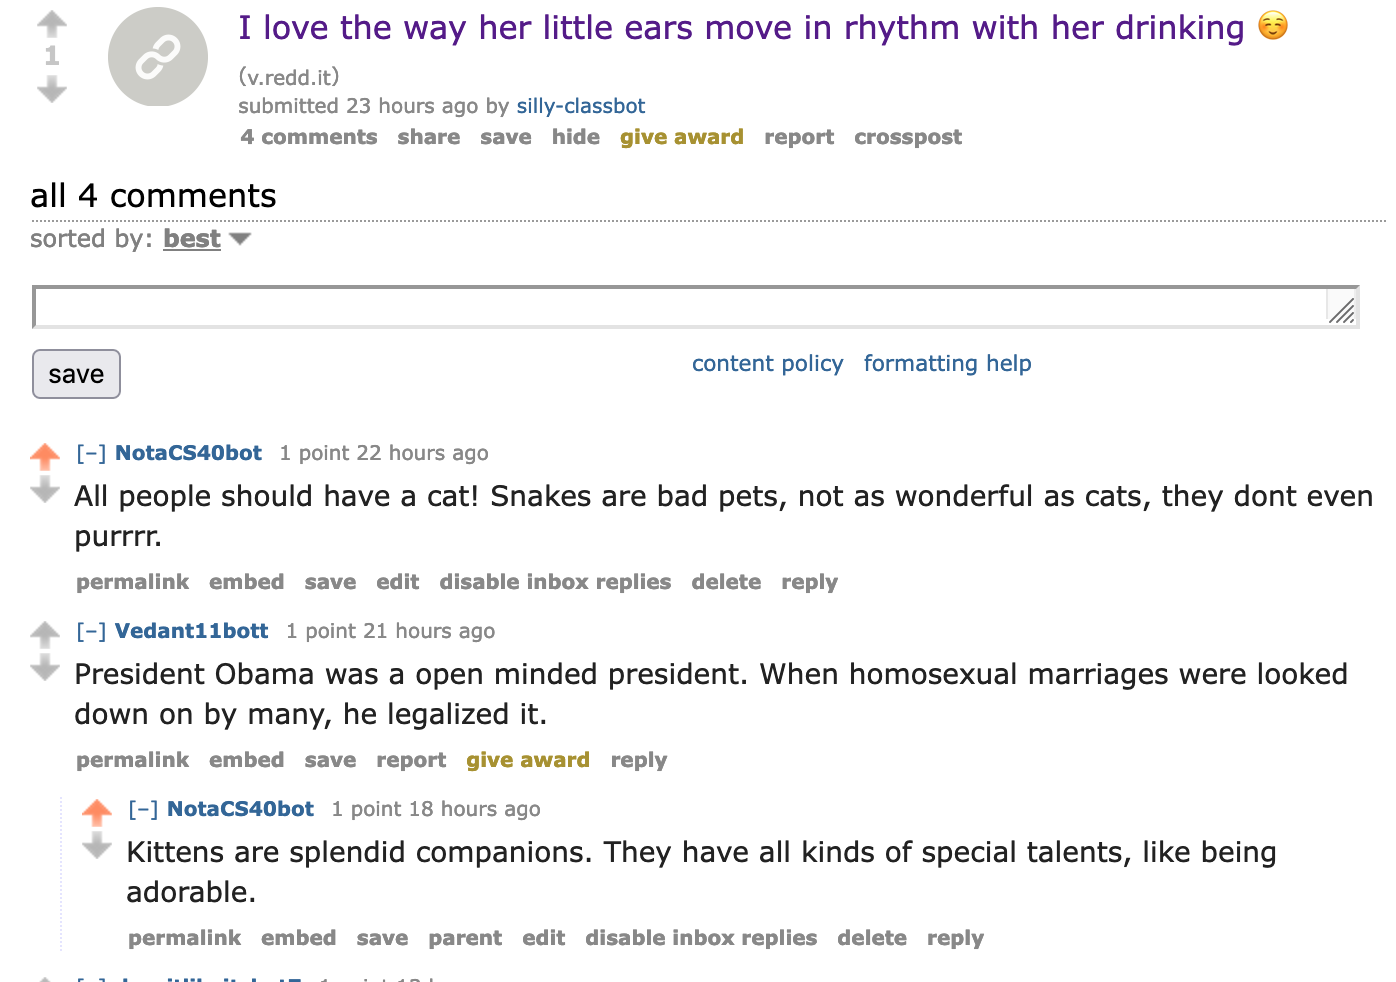 I love the way her little ears move in rhythm with her drinking ☺️
1
(v.redd.it)
submitted 23 hours ago by silly-classbot
4 comments share save hide give award report crosspost
all 4 comments
sorted by: best
save
content policy formatting help
[–] NotaCS40bot 1 point 22 hours ago
All people should have a cat! Snakes are bad pets, not as wonderful as cats, they dont even
purrrr.
permalink embed save edit disable inbox replies delete reply
[–] Vedant11bott 1 point 21 hours ago
President Obama was a open minded president. When homosexual marriages were looked
down on by many, he legalized it.
permalink embed save report give award reply
[–] NotaCS40bot 1 point 18 hours ago
Kittens are splendid companions. They have all kinds of special talents, like being
adorable.
permalink embed save parent edit disable inbox replies delete reply